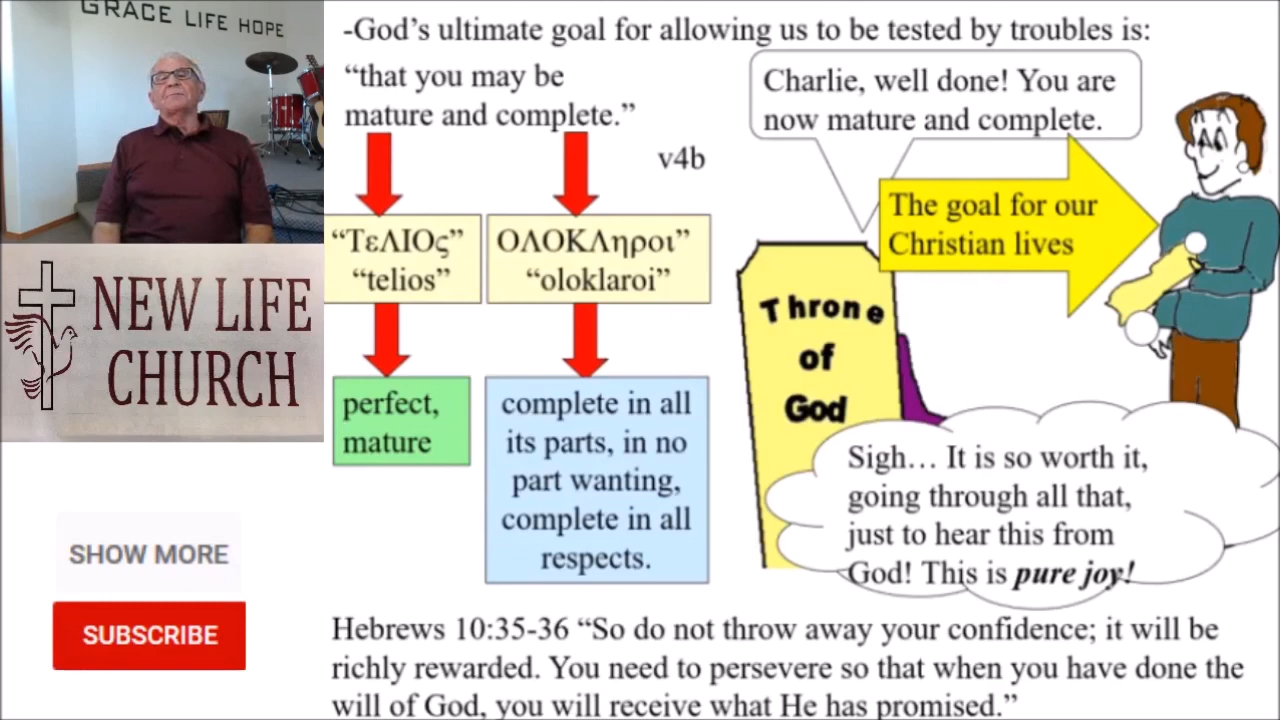 GRACE LIFE HOPE
NEW LIFE
CHURCH
SHOW MORE
SUBSCRIBE
-God’s ultimate goal for allowing us to be tested by troubles is:
“that you may be
mature and complete.”
v4b
“ΤεΛΙΟς”
“telios”
ΟΛΟΚΛηροι”
“oloklaroi”
perfect,
mature
complete in all
its parts, in no
part wanting,
complete in all
respects.
Charlie, well done! You are
now mature and complete.
The goal for our
Christian lives
Throne
of
God
Sigh… It is so worth it,
going through all that,
just to hear this from
God! This is pure joy!
Hebrews 10:35-36 “So do not throw away your confidence; it will be
richly rewarded. You need to persevere so that when you have done the
will of God, you will receive what He has promised.”